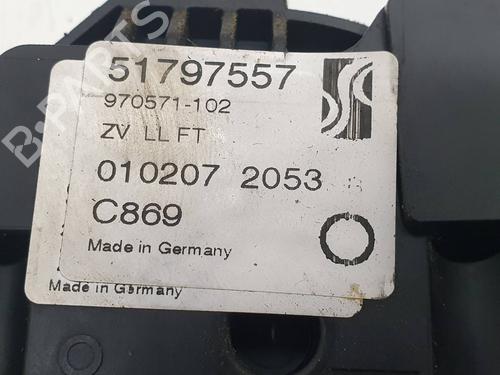 51797557
970571-102
ZV LL FT
010207 2053
C869
Made in Germany
Made in Germany
B-PARTS